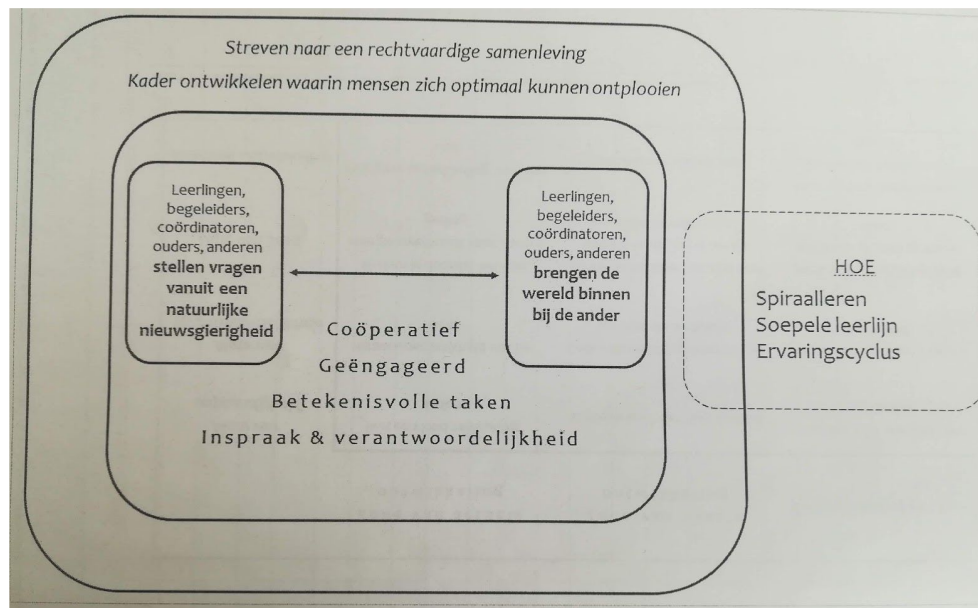 Streven naar een rechtvaardige samenleving
Kader ontwikkelen waarin mensen zich optimaal kunnen ontplooien
Leerlingen,
begeleiders,
coördinatoren,
ouders, anderen
stellen vragen
vanuit een
natuurlijke
nieuwsgierigheid
Leerlingen,
begeleiders,
coördinatoren,
ouders, anderen
brengen de
wereld binnen
bij de ander
Coöperatief
Geëngageerd
Betekenisvolle taken
Inspraak & verantwoordelijkheid
HOE
Spiraalleren
Soepele leerlijn
Ervaringscyclus